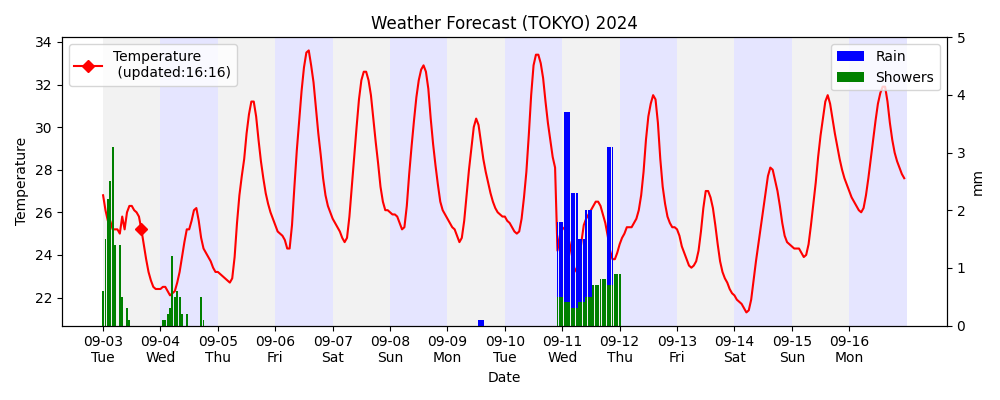 Weather Forecast (TOKYO) 2024
Temperature
(updated:16:16)
Rain
Showers
34
32
30
28
26
24
22
Temperature
5
4
3
2
1
0
mm
09-03 09-04 09-05 09-06 09-07 09-08 09-09 09-10 09-11 09-12 09-13 09-14 09-15 09-16
Tue Wed Thu Fri Sat Sun Mon Tue Wed Thu Fri Sat Sun Mon
Date